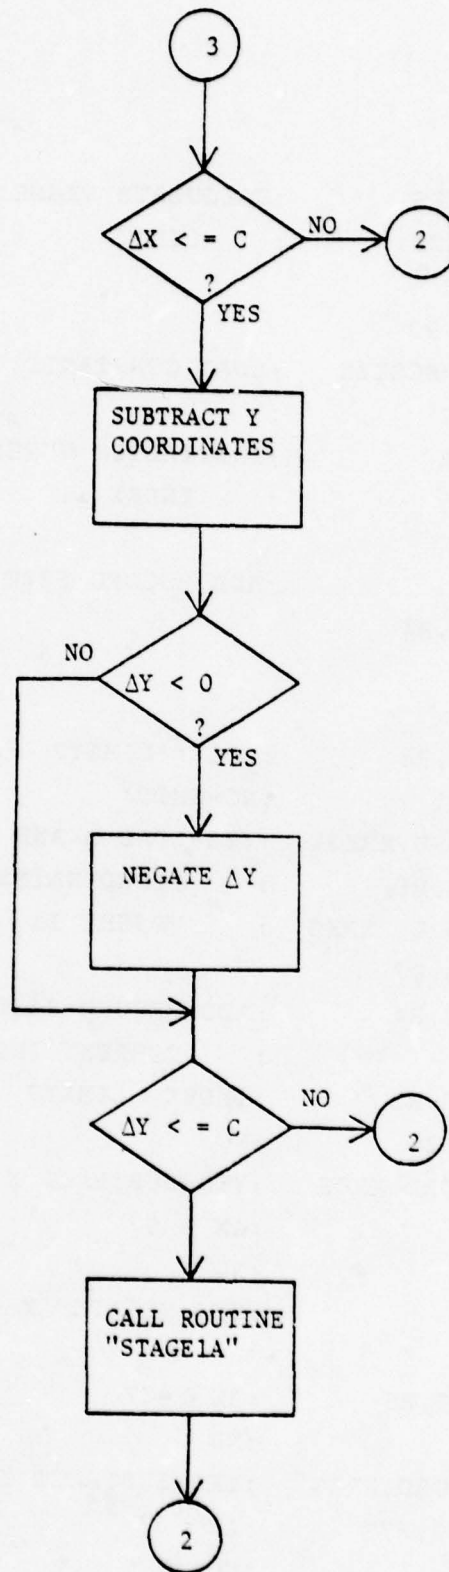 3
ΔX < = C
?
NO
2
YES
SUBTRACT Y
COORDINATES
NO
ΔY < 0
?
YES
NEGATE ΔY
ΔY < = C
NO
2
CALL ROUTINE
"STAGE1A"
2